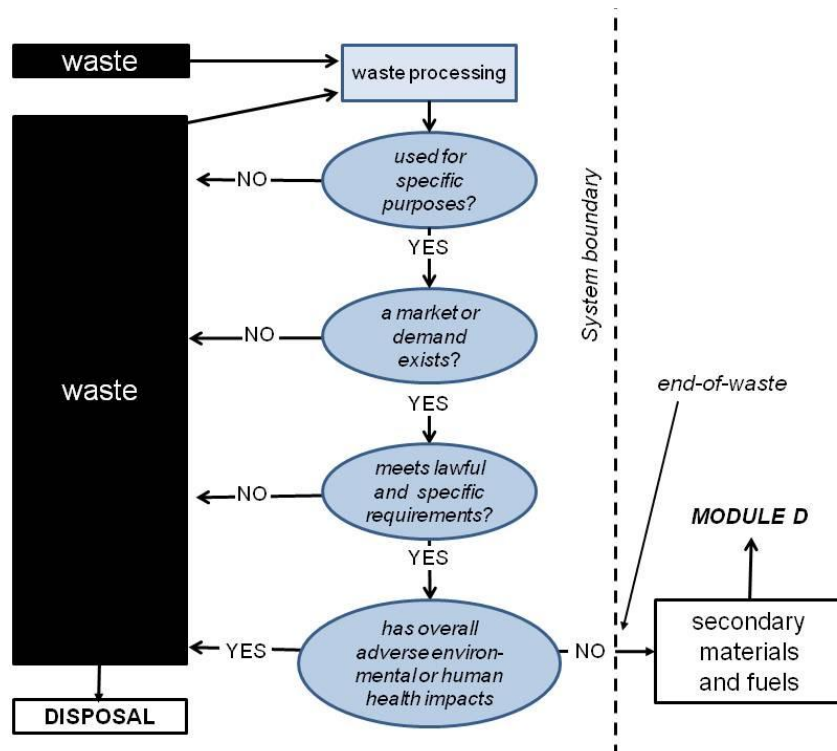 waste
waste processing
used for
specific
purposes?
NO
YES
a market or
demand
exists?
NO
System boundary
end-of-waste
waste
YES
meets lawful
and specific
requirements?
NO
MODULE D
YES
has overall
adverse environ-
mental or human
health impacts
YES
NO
secondary
materials
and fuels
DISPOSAL